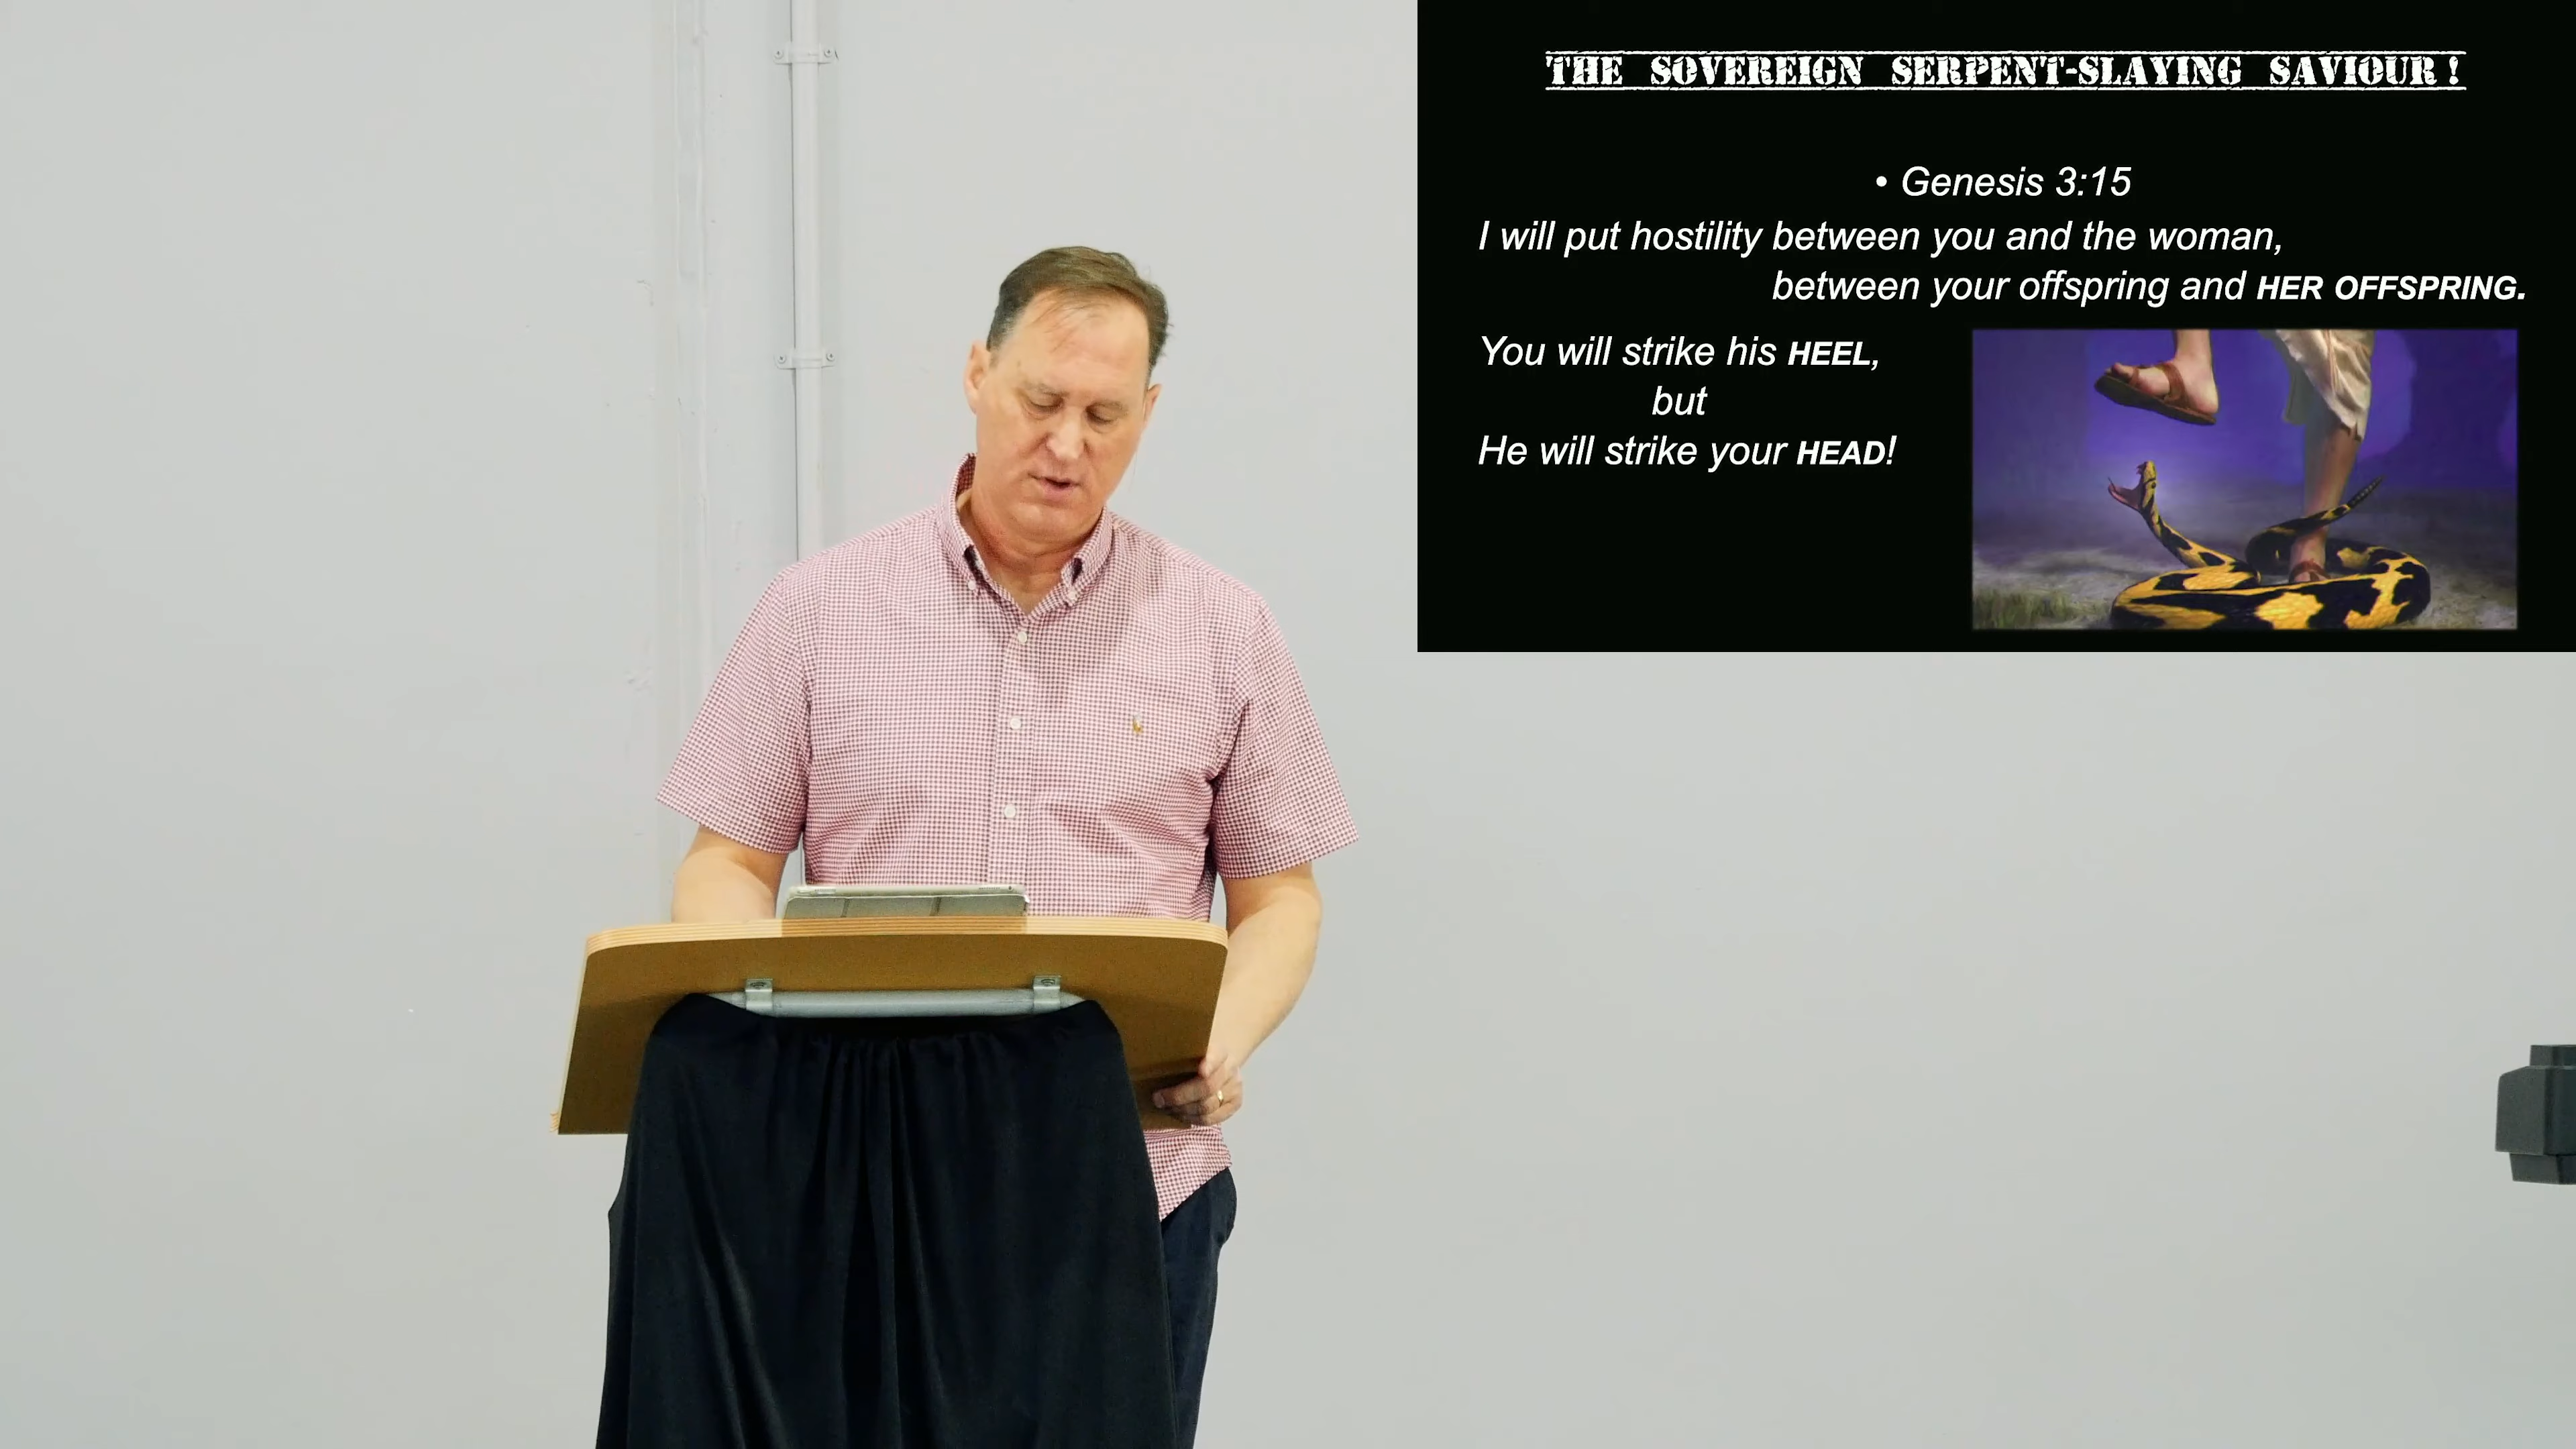 THE SOVEREIGN SERPENT-SLAYING SAVIOUR!
• Genesis 3:15
I will put hostility between you and the woman,
between your offspring and HER OFFSPRING.
You will strike his HEEL,
but
He will strike your HEAD!